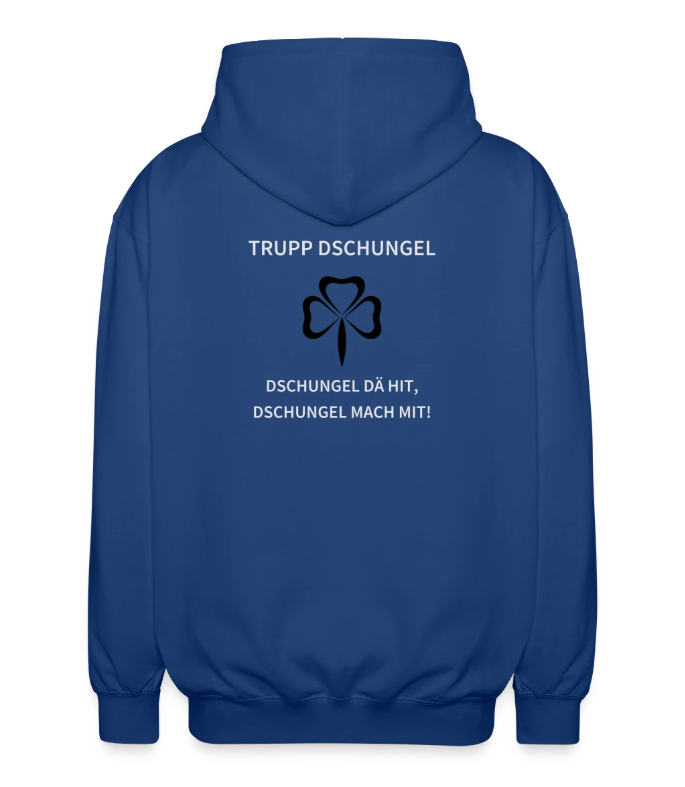 TRUPP DSCHUNGEL
DSCHUNGEL DÄ HIT,
DSCHUNGEL MACH MIT!